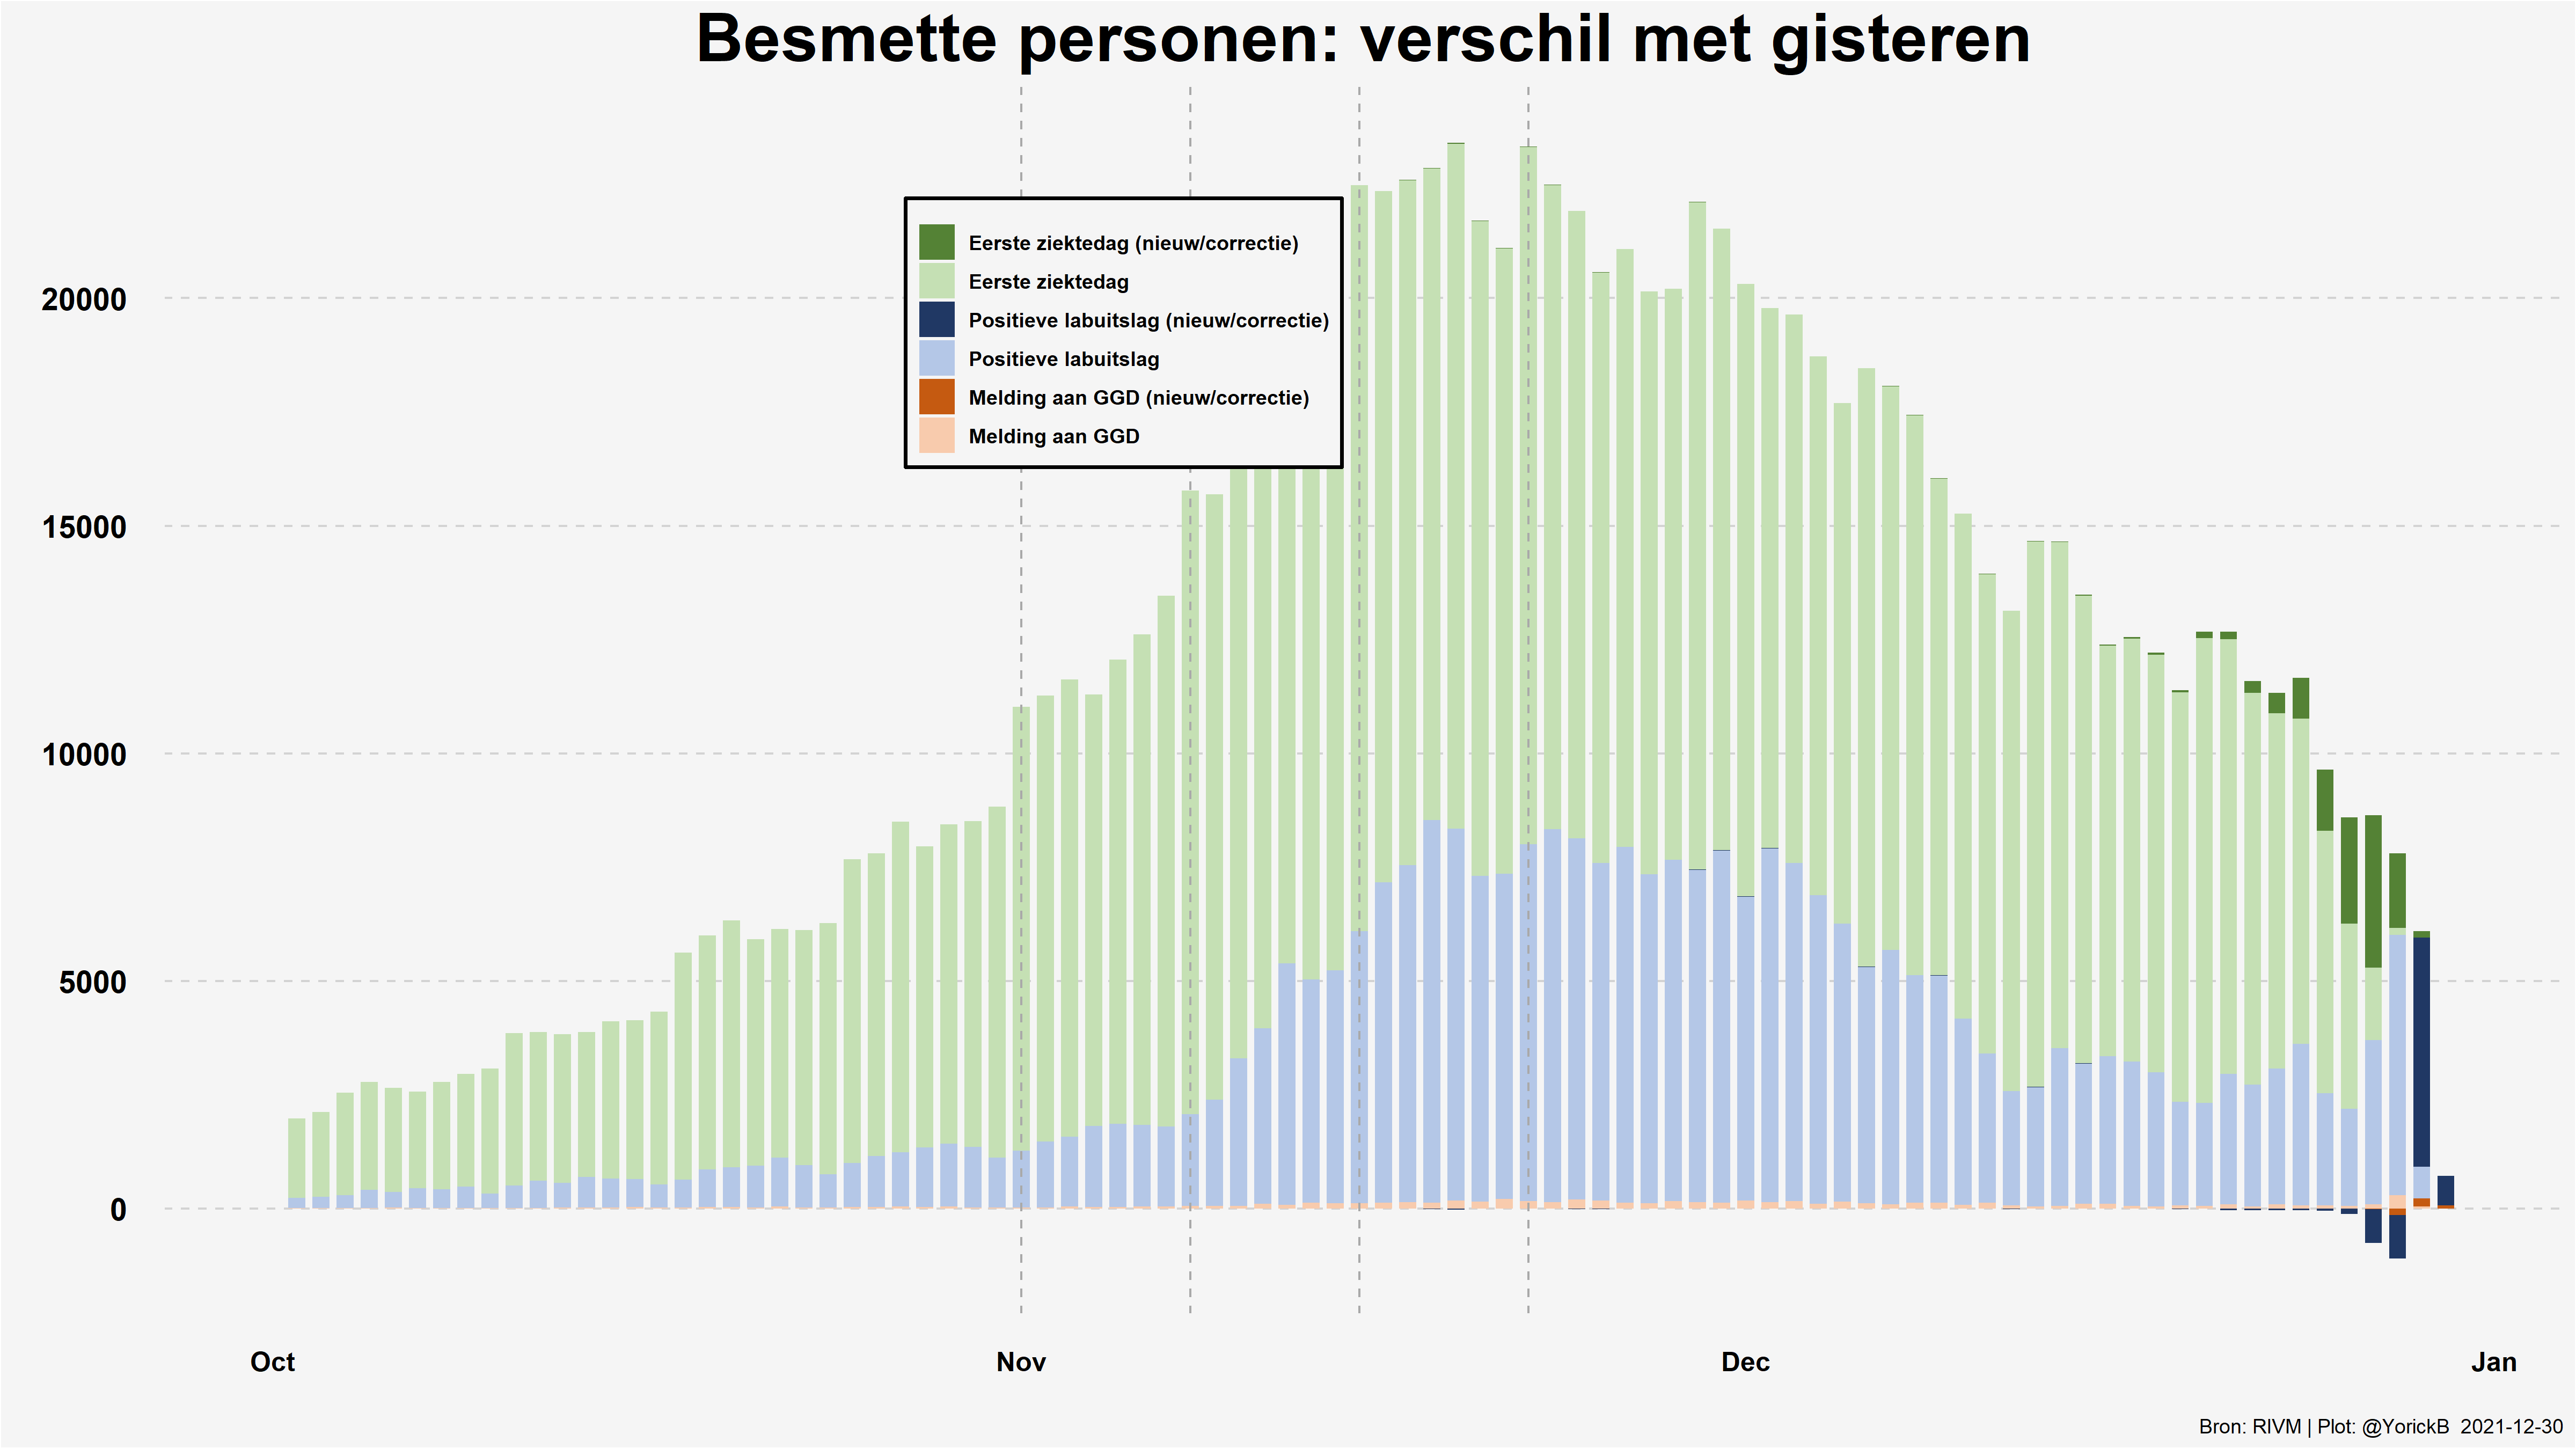 Besmette personen: verschil met gisteren
Eerste ziektedag (nieuw/correctie)
Eerste ziektedag
Positieve labuitslag (nieuw/correctie)
Positieve labuitslag
Melding aan GGD (nieuw/correctie)
Melding aan GGD
20000
15000
10000
5000
0
Oct Nov Dec Jan
Bron: RIVM | Plot: @YorickB 2021-12-30